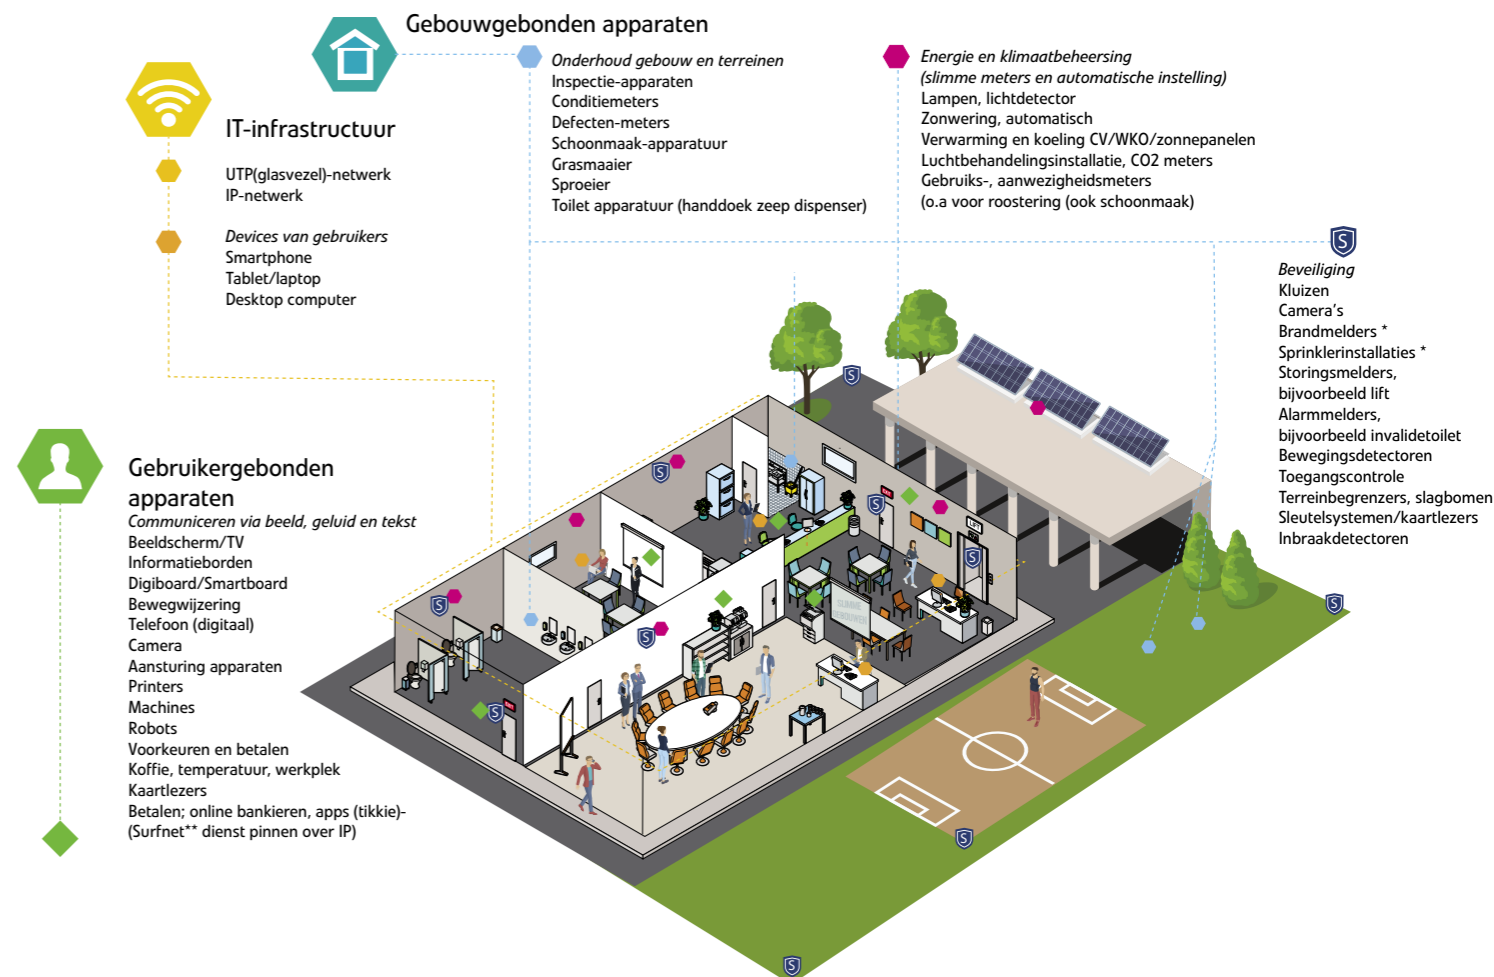 Gebouwgebonden apparaten
Onderhoud gebouw en terreinen
Inspectie-apparaten
Conditiemeters
Defecten-meters
Schoonmaak-apparatuur
Grasmaaier
Sproeier
Toilet apparatuur (handdoek zeep dispenser)
Energie en klimaatbeheersing
(slimme meters en automatische instelling)
Lampen, lichtdetector
Zonwering, automatisch
Verwarming en koeling CV/WKO/zonnepanelen
Luchtbehandelingsinstallatie, CO2 meters
Gebruiks-, aanwezigheidsmeters
(o.a voor roostering (ook schoonmaak)
IT-infrastructuur
UTP(glasvezel)-netwerk
IP-netwerk
Devices van gebruikers
Smartphone
Tablet/laptop
Desktop computer
S
Beveiliging
Kluizen
Camera's
Brandmelders *
Sprinklerinstallaties *
Storingsmelders,
bijvoorbeeld lift
Alarmmelders,
bijvoorbeeld invalidetoilet
Bewegingsdetectoren
Toegangscontrole
Terreinbegrenzers, slagbomen
Sleutelsystemen/kaartlezers
Inbraakdetectoren
Gebruikergebonden
apparaten
Communiceren via beeld, geluid en tekst
Beeldscherm/TV
Informatieborden
Digiboard/Smartboard
Bewegwijzering
Telefoon (digitaal)
Camera
Aansturing apparaten
Printers
Machines
Robots
Voorkeuren en betalen
Koffie, temperatuur, werkplek
Kaartlezers
Betalen; online bankieren, apps (tikkie)-
(Surfnet** dienst pinnen over IP)
S
S
S
EXIT
LIFT
S
S
S
SLIMME
GEBOUWEN
S
EXIT
S
S
S
S